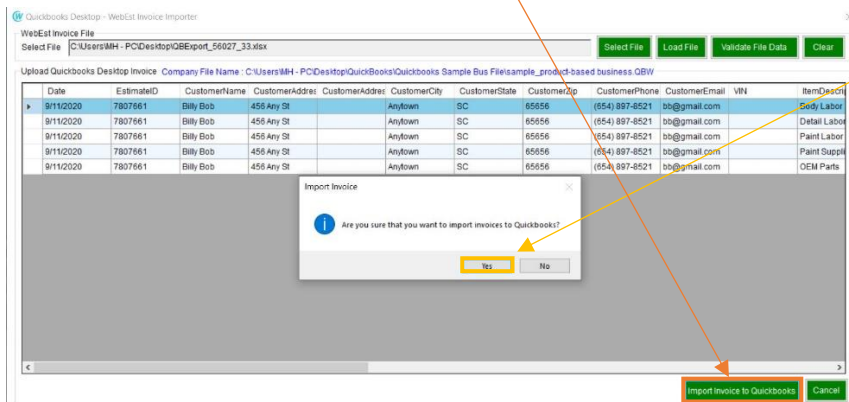 Quickbooks Desktop - WebEst Invoice Importer
WebEst Invoice File
Select File C:\Users\MH - PC\Desktop\QBExport_56027_33.xlsx Select File Load File Validate File Data Clear
Upload Quickbooks Desktop Invoice Company File Name : C:\Users\MH - PC\Desktop\QuickBooks\Quickbooks Sample Bus File\sample_product-based business.QBW
Date EstimateID CustomerName CustomerAddres CustomerAddres CustomerCity CustomerState CustomerZip CustomerPhone CustomerEmail VIN ItemDescrip
9/11/2020 7807661 Billy Bob 456 Any St Anytown SC 65656 (654) 897-8521 bb@gmail.com Body Labor
9/11/2020 7807661 Billy Bob 456 Any St Anytown SC 65656 (654) 897-8521 bb@gmail.com Detail Labor
9/11/2020 7807661 Billy Bob 456 Any St Anytown SC 65656 (654) 897-8521 bb@gmail.com Paint Labor
9/11/2020 7807661 Billy Bob 456 Any St Anytown SC 65656 (654) 897-8521 bb@gmail.com Paint Suppli
9/11/2020 7807661 Billy Bob 456 Any St Anytown SC 65656 (654) 897-8521 bb@gmail.com OEM Parts
Import Invoice
Are you sure that you want to import invoices to Quickbooks?
Yes No
Import Invoice to Quickbooks Cancel